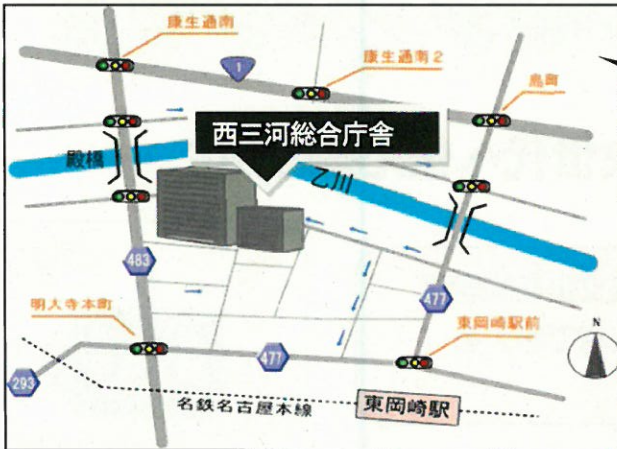 康生通南
1
康生通南2
島町
西三河総合庁舎
殿橋
乙川
483
477
明大寺本町
東岡崎駅前
N
477
293
名鉄名古屋本線
東岡崎駅